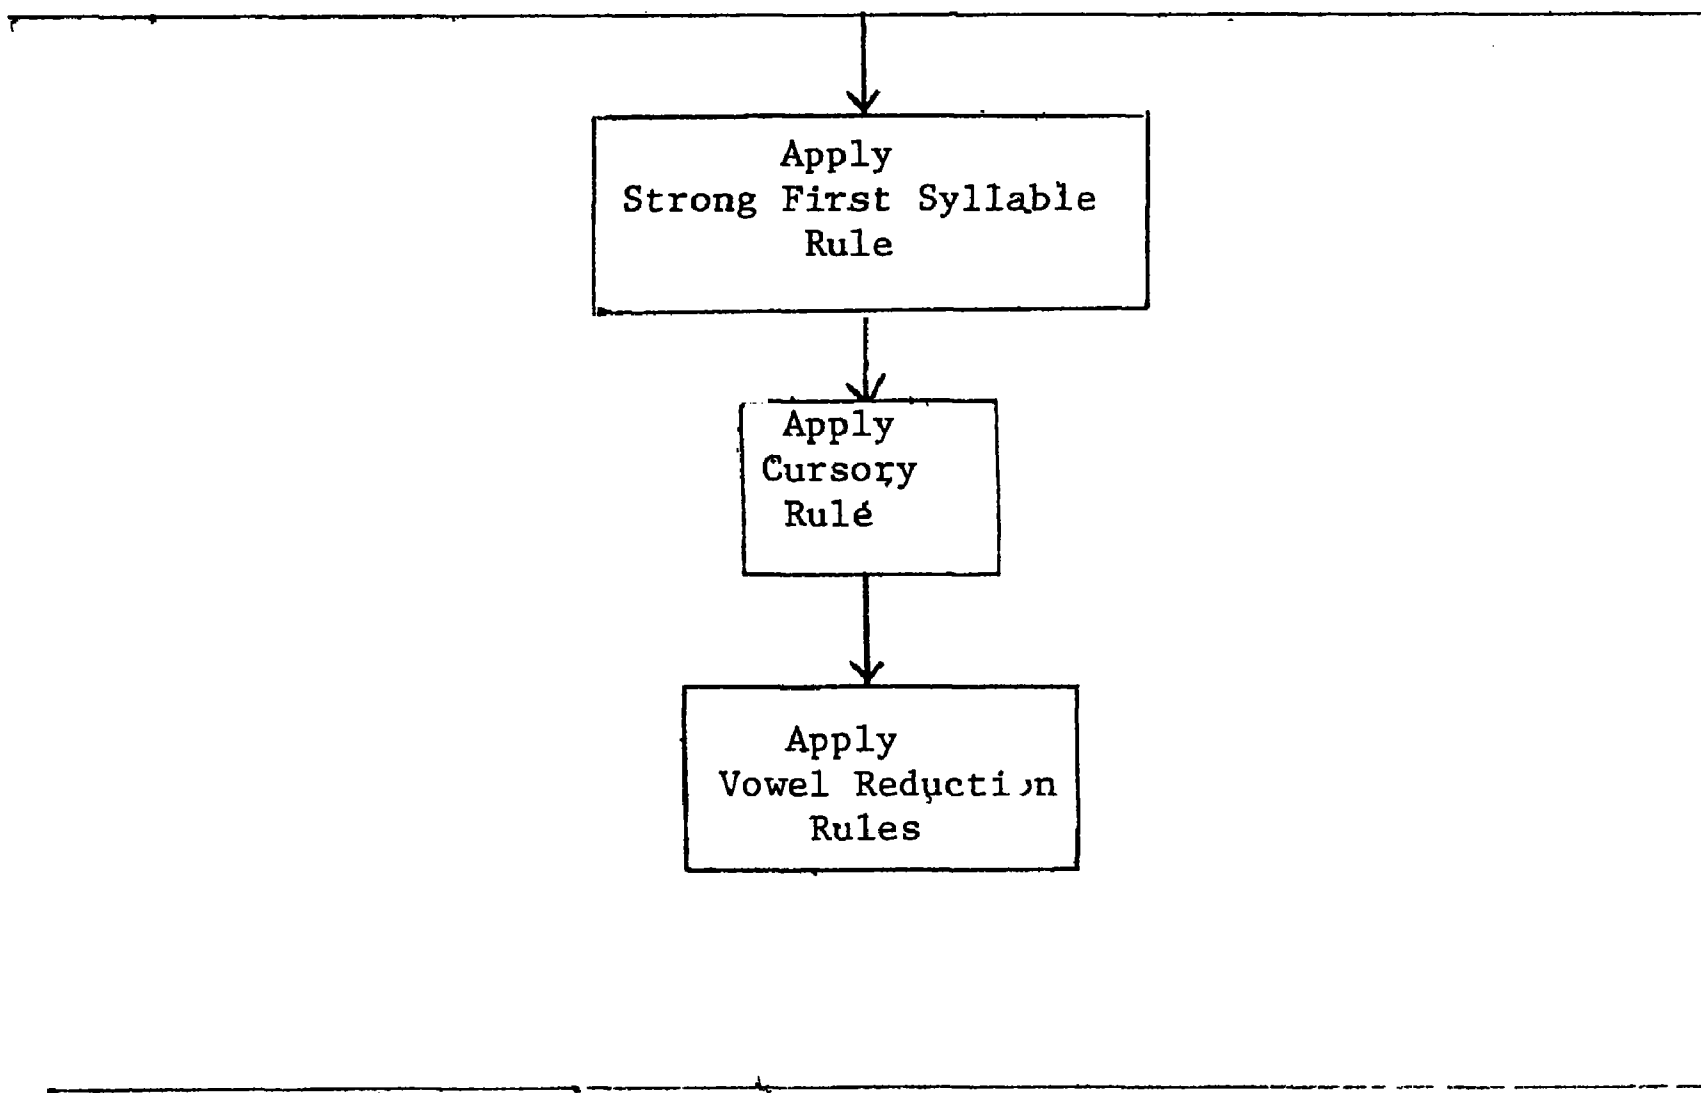 Apply
Strong First Syllable
Rule
Apply
Cursory
Rule
Apply
Vowel Reduction
Rules